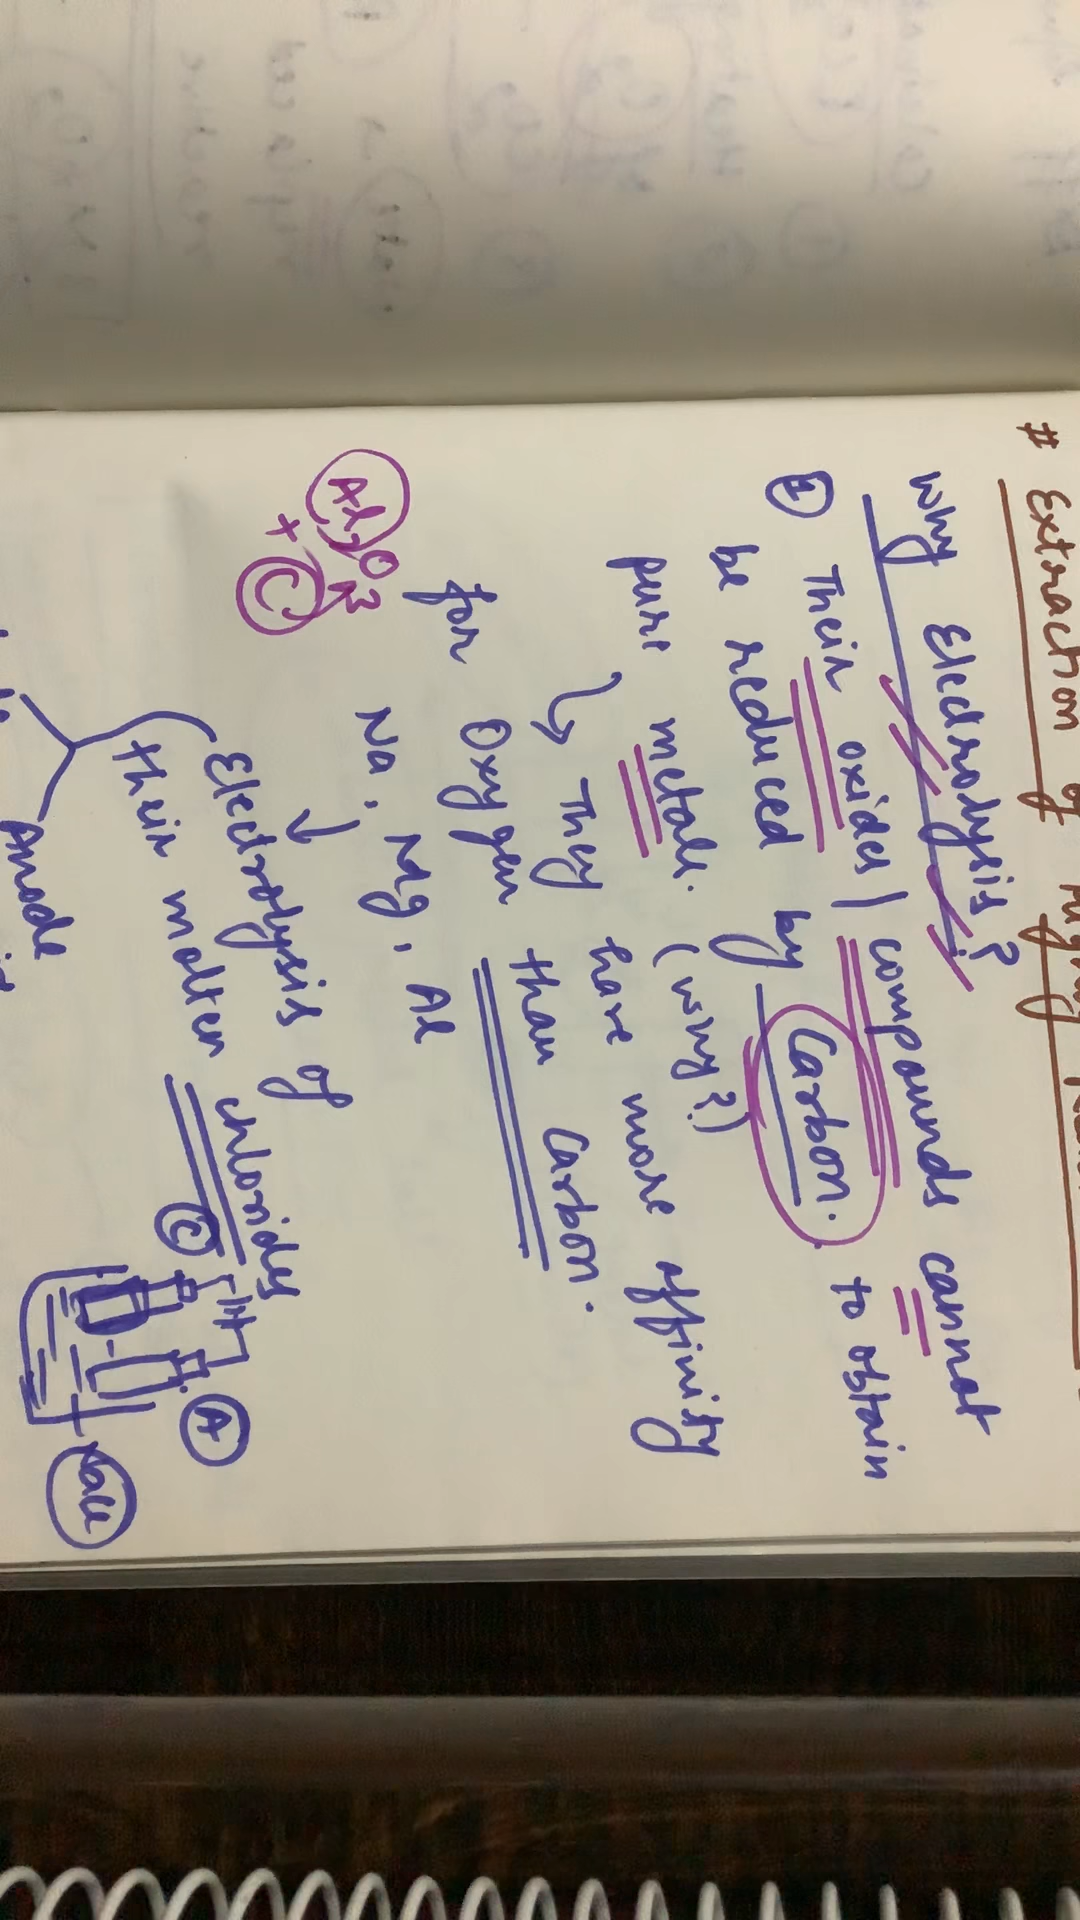 # Extraction of Highly
Why Electrolysis?
① Their oxides/compounds cannot
be reduced by Carbon. to obtain
pure metals. (why?)
↳ They have more affinity
for Oxygen than Carbon.
Al2O3
+ C
Na, Mg, Al
↓
Electrolysis of
their molten chlorides
C
A
NaCl
Anode